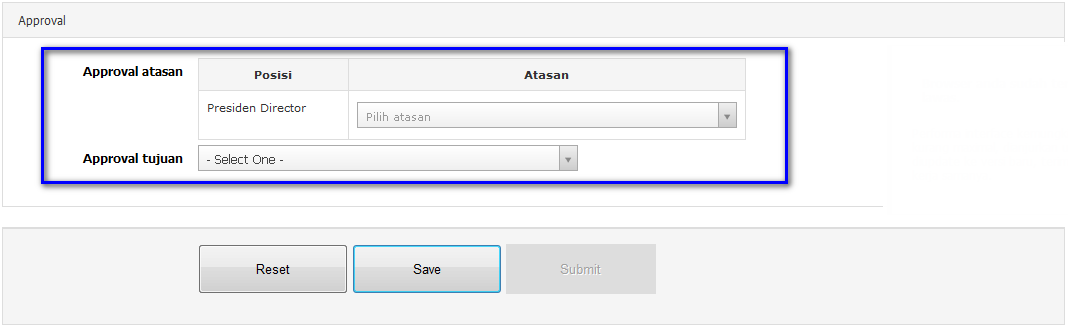 Approval
Approval atasan
Posisi Atasan
Presiden Director Pilih atasan
Approval tujuan - Select One -
Reset Save Submit